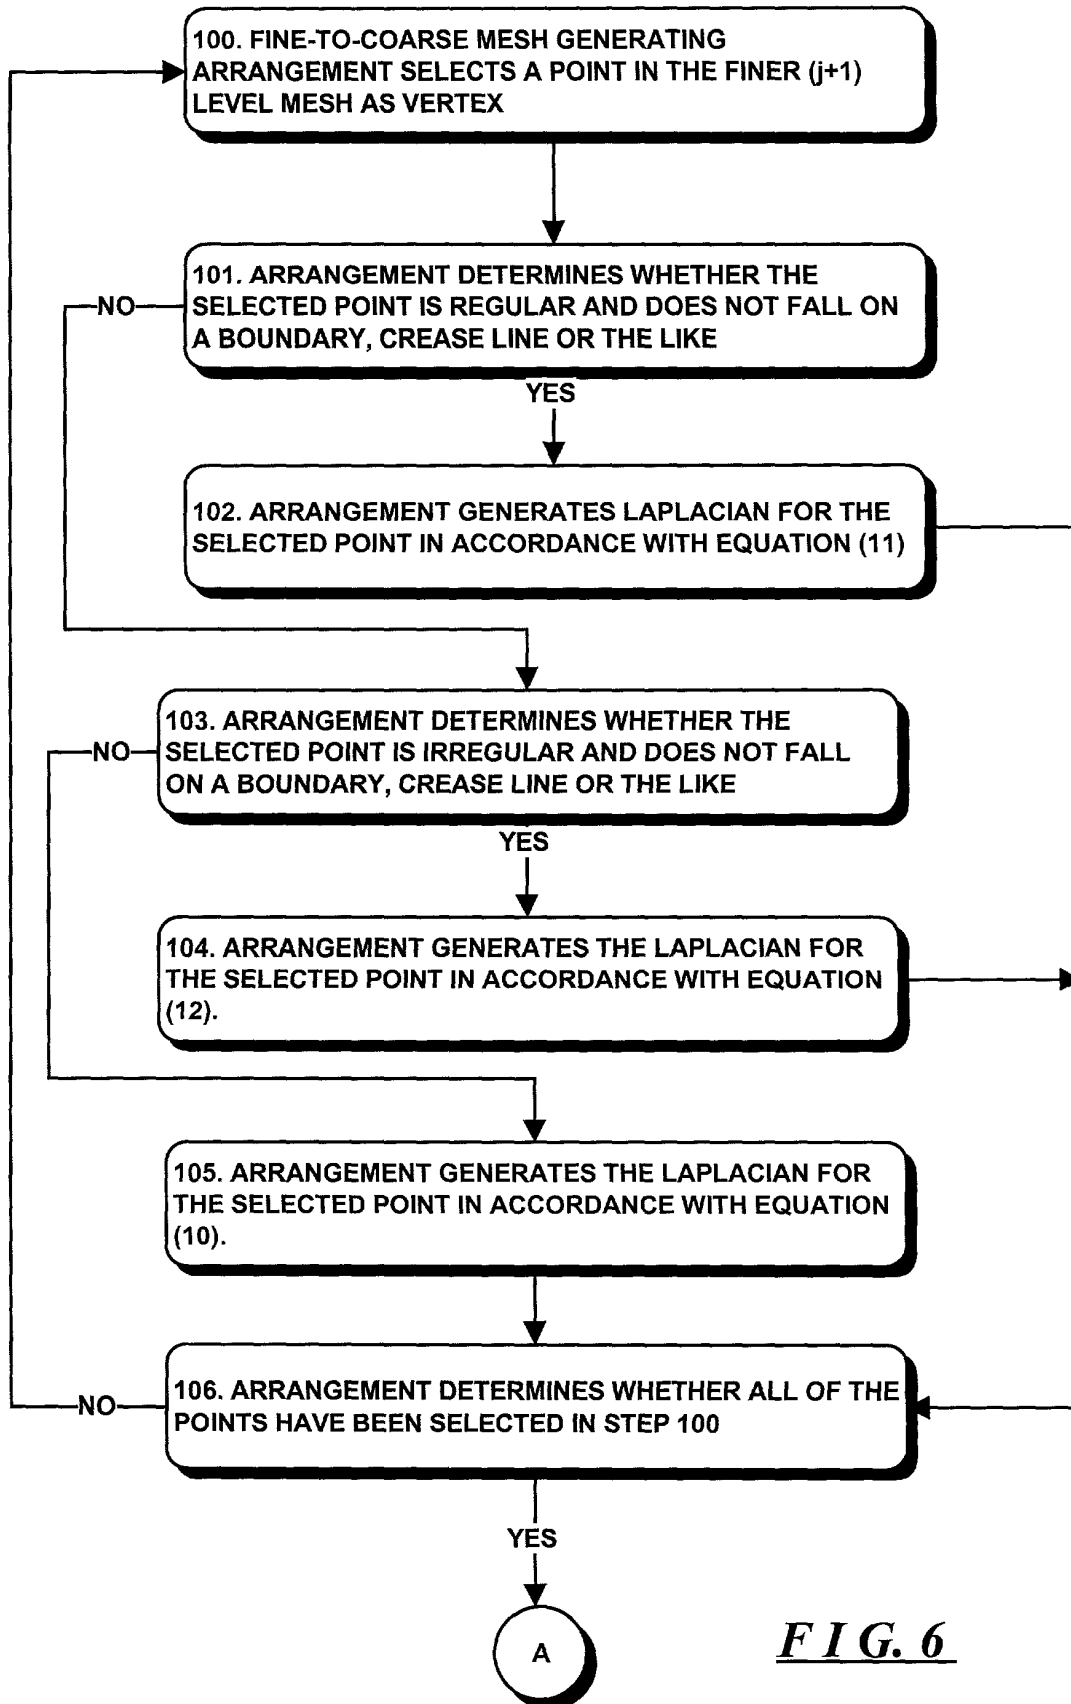 100. FINE-TO-COARSE MESH GENERATING
ARRANGEMENT SELECTS A POINT IN THE FINER (j+1)
LEVEL MESH AS VERTEX
101. ARRANGEMENT DETERMINES WHETHER THE
SELECTED POINT IS REGULAR AND DOES NOT FALL ON
A BOUNDARY, CREASE LINE OR THE LIKE
NO
YES
102. ARRANGEMENT GENERATES LAPLACIAN FOR THE
SELECTED POINT IN ACCORDANCE WITH EQUATION (11)
103. ARRANGEMENT DETERMINES WHETHER THE
SELECTED POINT IS IRREGULAR AND DOES NOT FALL
ON A BOUNDARY, CREASE LINE OR THE LIKE
NO
YES
104. ARRANGEMENT GENERATES THE LAPLACIAN FOR
THE SELECTED POINT IN ACCORDANCE WITH EQUATION
(12).
105. ARRANGEMENT GENERATES THE LAPLACIAN FOR
THE SELECTED POINT IN ACCORDANCE WITH EQUATION
(10).
106. ARRANGEMENT DETERMINES WHETHER ALL OF THE
POINTS HAVE BEEN SELECTED IN STEP 100
NO
YES
A
FIG. 6